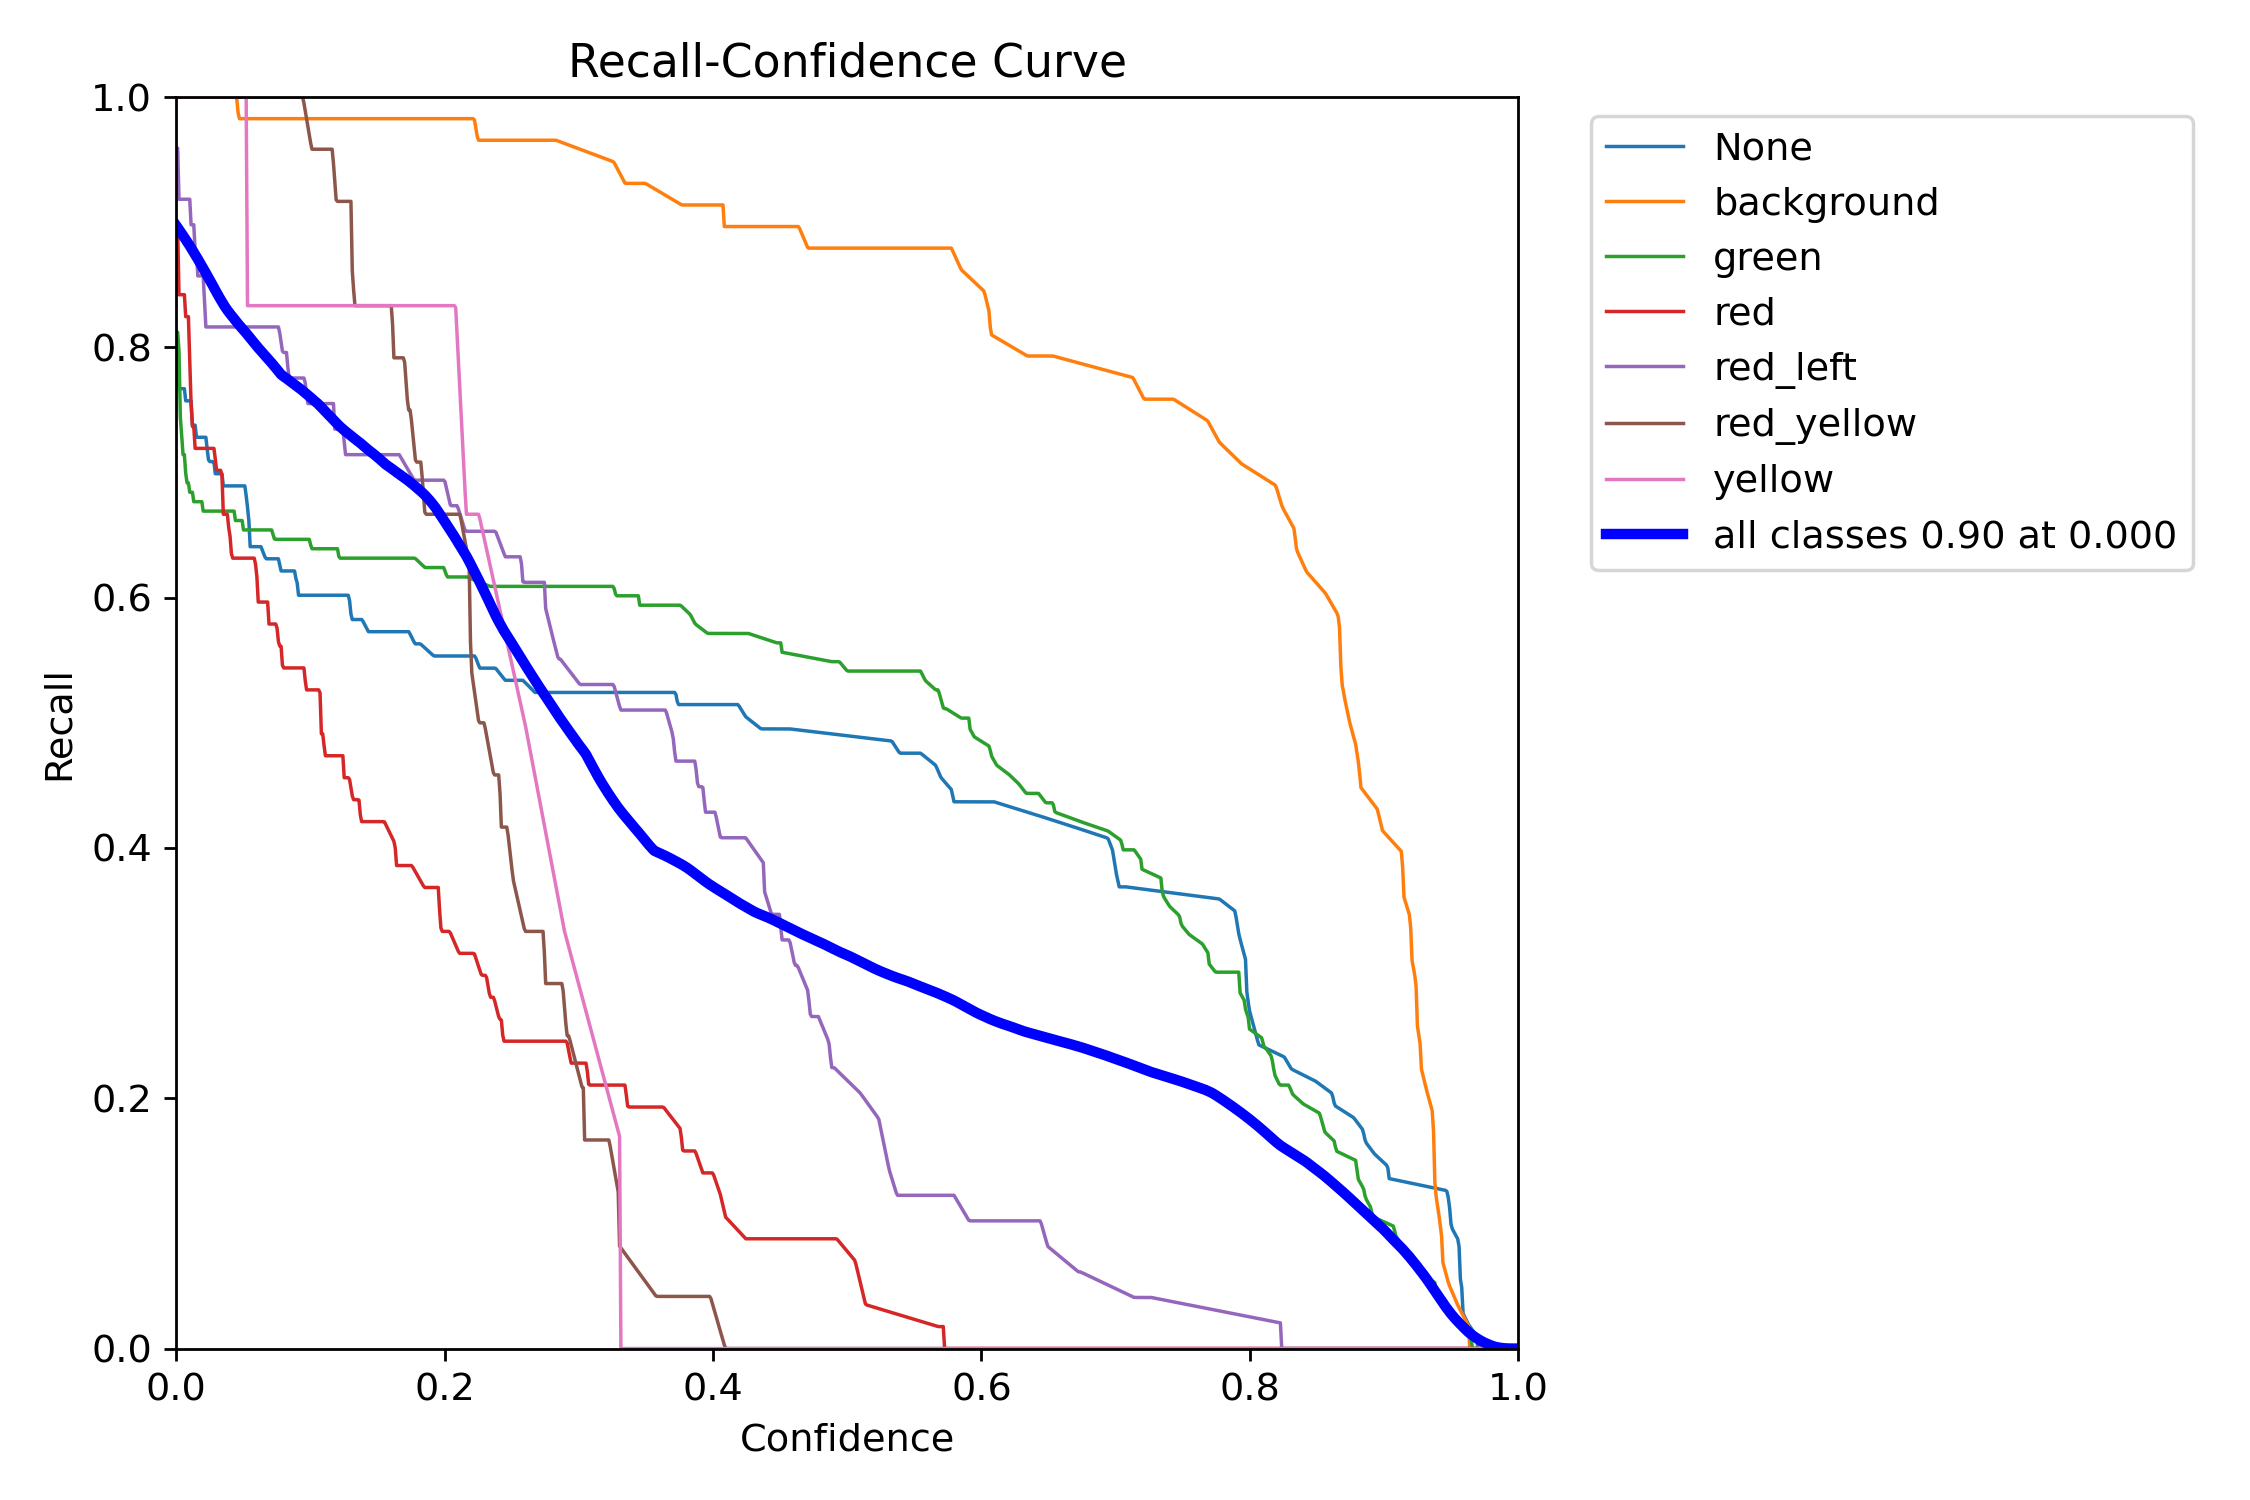 Recall-Confidence Curve
1.0
0.8
0.6
0.4
0.2
0.0
Recall
0.0 0.2 0.4 0.6 0.8 1.0
Confidence
None
background
green
red
red_left
red_yellow
yellow
all classes 0.90 at 0.000